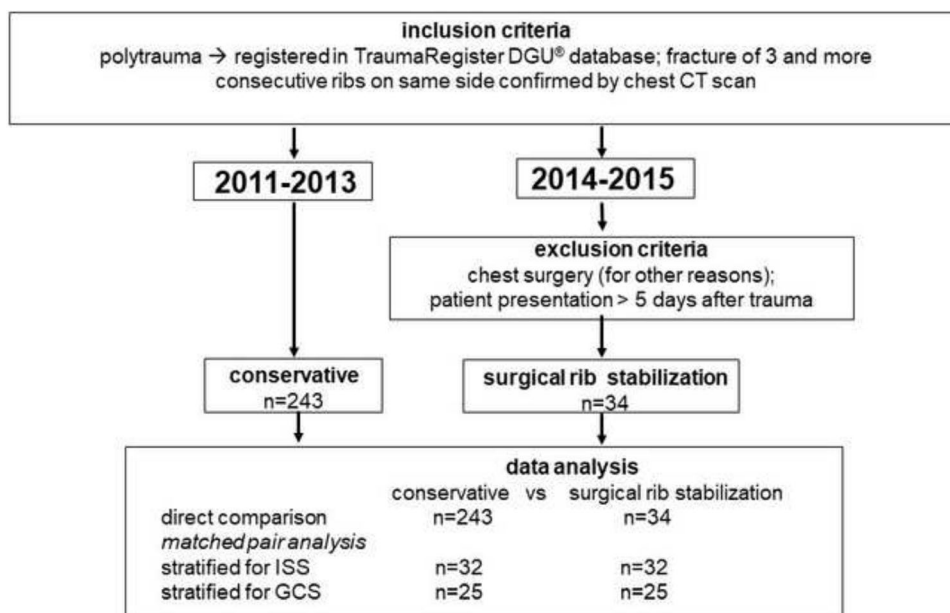 inclusion criteria
polytrauma → registered in TraumaRegister DGU® database; fracture of 3 and more
consecutive ribs on same side confirmed by chest CT scan
2011-2013
2014-2015
exclusion criteria
chest surgery (for other reasons);
patient presentation > 5 days after trauma
conservative
n=243
surgical rib stabilization
n=34
data analysis
conservative vs surgical rib stabilization
direct comparison n=243 n=34
matched pair analysis
stratified for ISS n=32 n=32
stratified for GCS n=25 n=25